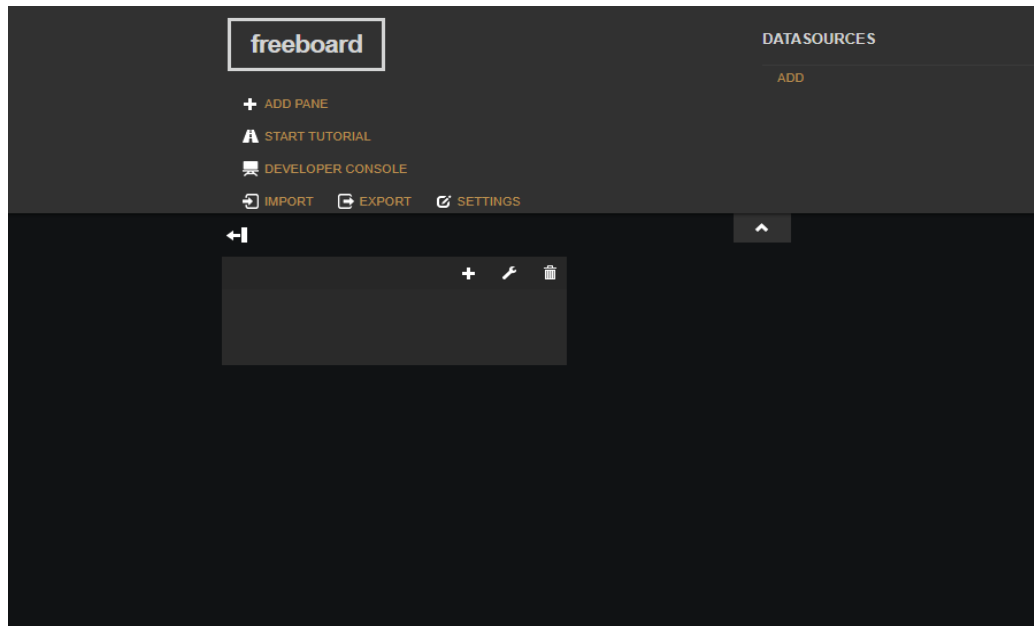 freeboard
DATASOURCES
ADD
ADD PANE
START TUTORIAL
DEVELOPER CONSOLE
IMPORT EXPORT SETTINGS